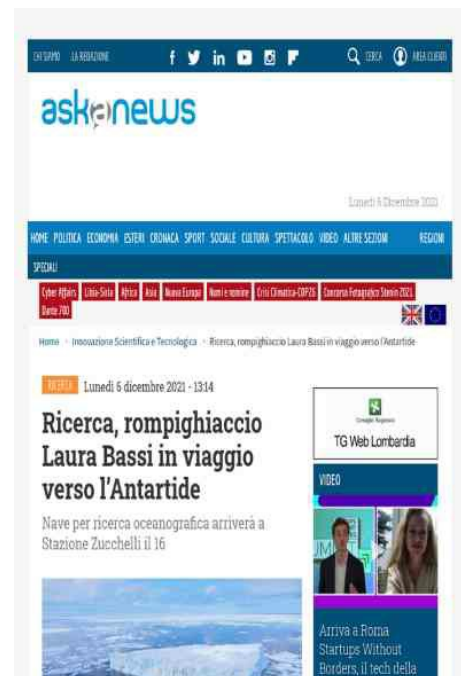 CHI SIAMO LA REDAZIONE
CERCA AREA CLIENTI
askanews
Lunedì 6 Dicembre 2021
HOME POLITICA ECONOMIA ESTERI CRONACA SPORT SOCIALE CULTURA SPETTACOLO VIDEO ALTRE SEZIONI REGIONI
SPECIALI
Cyber Affairs Libia-Siria Africa Asia Nuova Europa Nomi e nomine Crisi Climatica-COP26 Concorso Fotografico Stenin 2021
Dante 700
Home Innovazione Scientifica e Tecnologica Ricerca, rompighiaccio Laura Bassi in viaggio verso l'Antartide
RICERCA Lunedì 6 dicembre 2021 - 13:14
Ricerca, rompighiaccio
Laura Bassi in viaggio
verso l'Antartide
Nave per ricerca oceanografica arriverà a
Stazione Zucchelli il 16
Consiglio Regionale
TG Web Lombardia
VIDEO
Arriva a Roma
Startups Without
Borders, il tech della